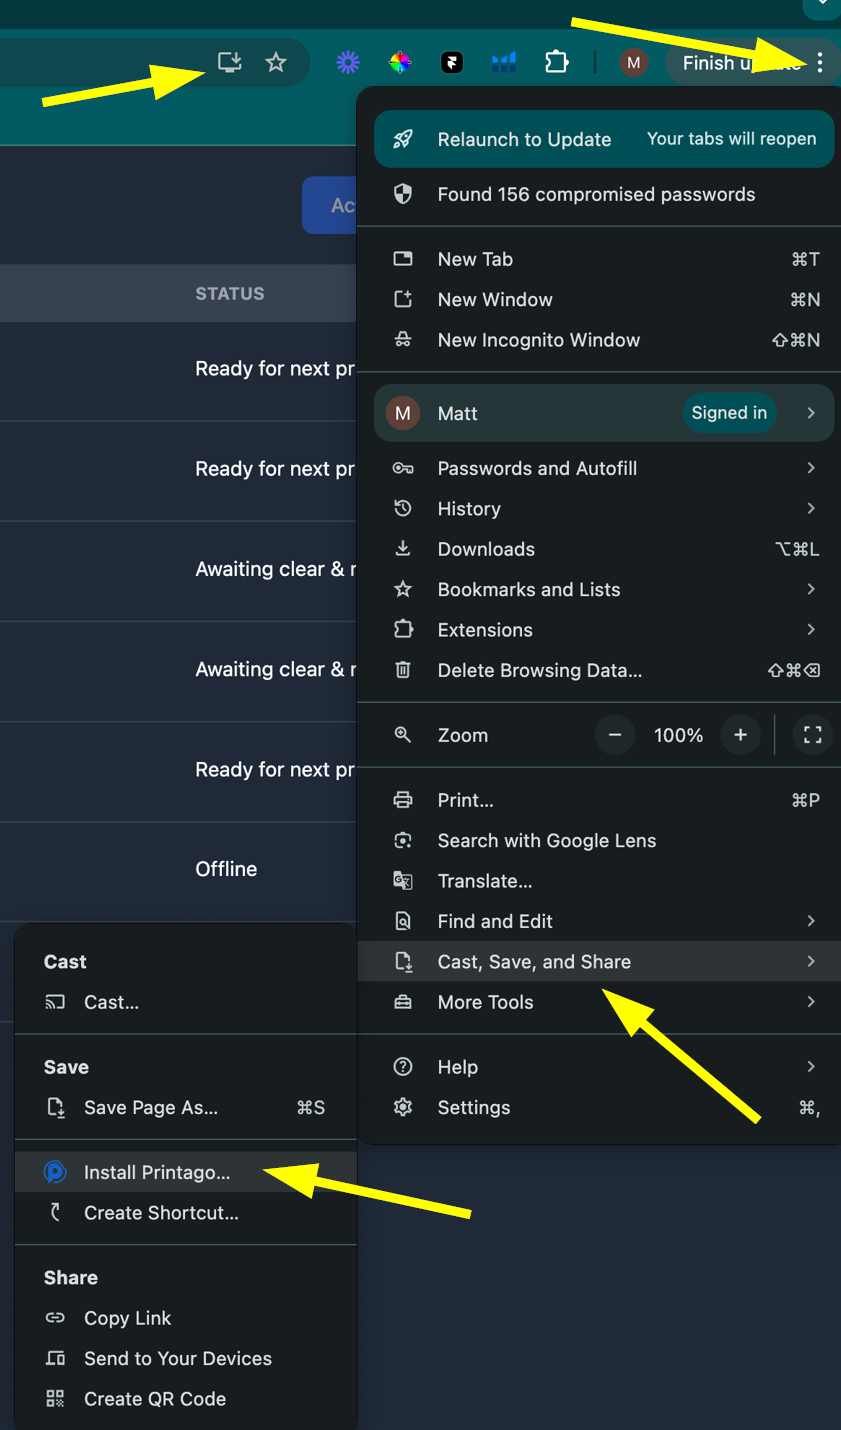 M
Finish update
Relaunch to Update Your tabs will reopen
Found 156 compromised passwords
New Tab ⌘T
New Window ⌘N
New Incognito Window ⇧⌘N
M Matt Signed in
Passwords and Autofill
History
Downloads ⌥⌘L
Bookmarks and Lists
Extensions
Delete Browsing Data... ⇧⌘⌫
Zoom − 100% +
Print... ⌘P
Search with Google Lens
Translate...
Find and Edit
Cast, Save, and Share
More Tools
Help
Settings ⌘,
Ac
STATUS
Ready for next pr
Ready for next pr
Awaiting clear &
Awaiting clear &
Ready for next pr
Offline
Cast
Cast...
Save
Save Page As... ⌘S
Install Printago...
Create Shortcut...
Share
Copy Link
Send to Your Devices
Create QR Code